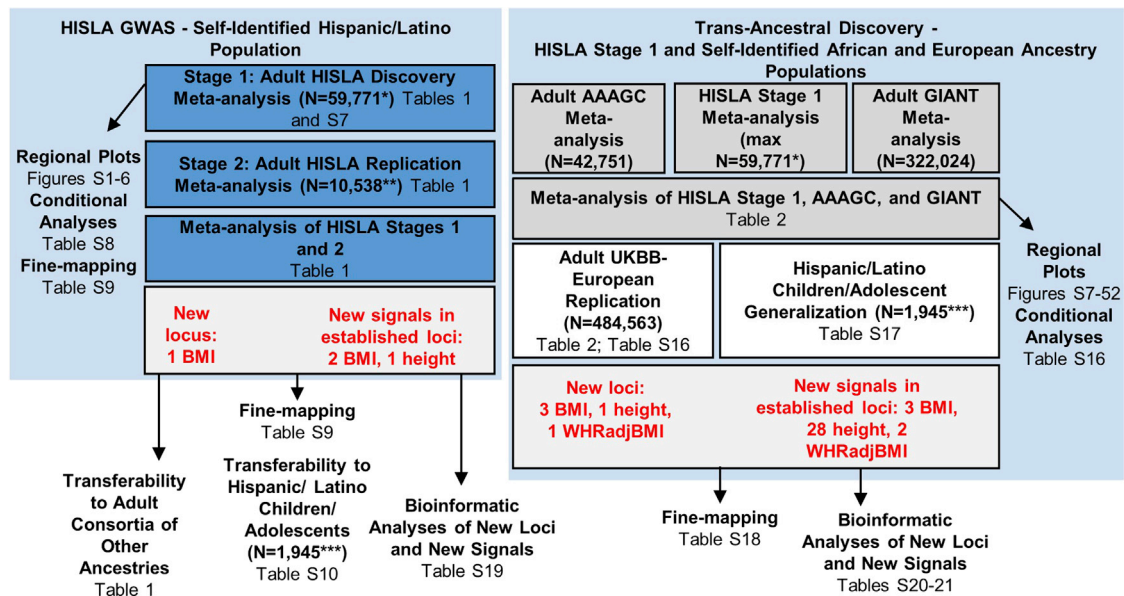 HISLA GWAS - Self-Identified Hispanic/Latino
Population
Stage 1: Adult HISLA Discovery
Meta-analysis (N=59,771*) Tables 1
and S7
Regional Plots
Figures S1-6
Conditional
Analyses
Table S8
Fine-mapping
Table S9
Stage 2: Adult HISLA Replication
Meta-analysis (N=10,538**) Table 1
Meta-analysis of HISLA Stages 1
and 2
Table 1
New
locus:
1 BMI
New signals in
established loci:
2 BMI, 1 height
Transferability
to Adult
Consortia of
Other
Ancestries
Table 1
Fine-mapping
Table S9
Transferability to
Hispanic/ Latino
Children/
Adolescents
(N=1,945***)
Table S10
Bioinformatic
Analyses of New Loci
and New Signals
Table S19
Trans-Ancestral Discovery -
HISLA Stage 1 and Self-Identified African and European Ancestry
Populations
Adult AAAGC
Meta-
analysis
(N=42,751)
HISLA Stage 1
Meta-analysis
(max
N=59,771*)
Adult GIANT
Meta-
analysis
(N=322,024)
Meta-analysis of HISLA Stage 1, AAAGC, and GIANT
Table 2
Adult UKBB-
European
Replication
(N=484,563)
Table 2; Table S16
Hispanic/Latino
Children/Adolescent
Generalization (N=1,945***)
Table S17
Regional
Plots
Figures S7-52
Conditional
Analyses
Table S16
New loci:
3 BMI, 1 height,
1 WHRadjBMI
New signals in
established loci: 3 BMI,
28 height, 2
WHRadjBMI
Fine-mapping
Table S18
Bioinformatic
Analyses of New Loci
and New Signals
Tables S20-21